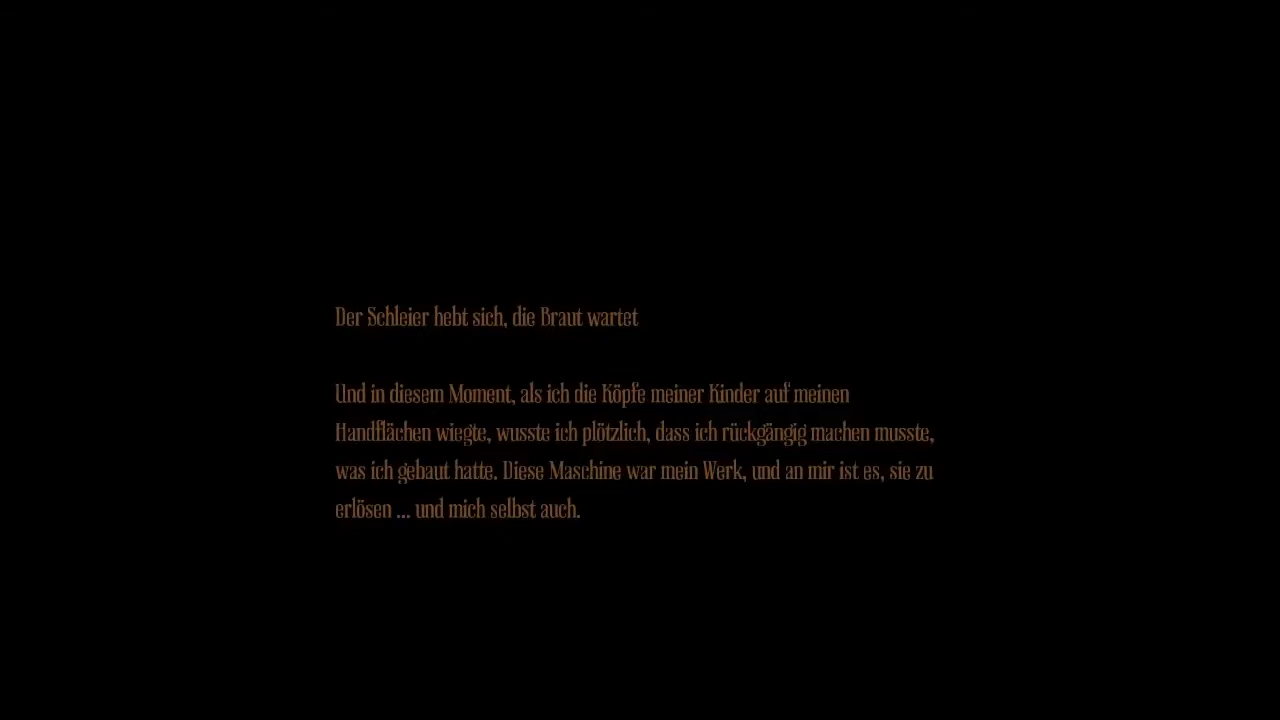 Der Schleier hebt sich, die Braut wartet
Und in diesem Moment, als ich die Köpfe meiner Kinder auf meinen
Handflächen wiegte, wusste ich plötzlich, dass ich rückgängig machen musste,
was ich gebaut hatte. Diese Maschine war mein Werk, und an mir ist es, sie zu
erlösen ... und mich selbst auch.